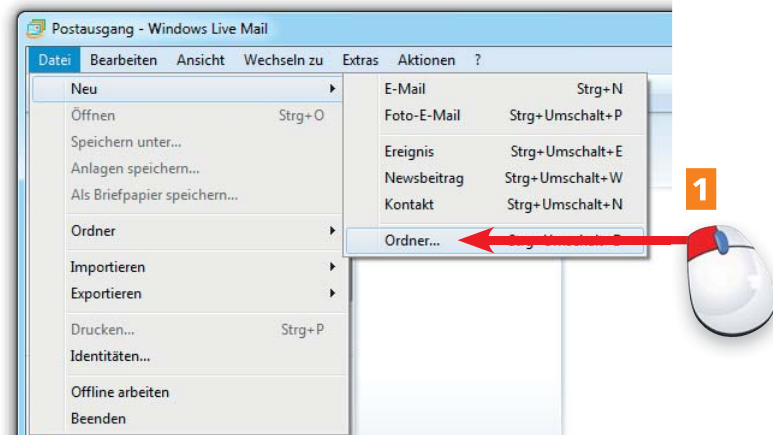 Postausgang - Windows Live Mail
Datei Bearbeiten Ansicht Wechseln zu Extras Aktionen ?
Neu
Öffnen Strg+O
Speichern unter...
Anlagen speichern...
Als Briefpapier speichern...
Ordner
Importieren
Exportieren
Drucken... Strg+P
Identitäten...
Offline arbeiten
Beenden
E-Mail Strg+N
Foto-E-Mail Strg+Umschalt+P
Ereignis Strg+Umschalt+E
Newsbeitrag Strg+Umschalt+W
Kontakt Strg+Umschalt+N
Ordner...
1